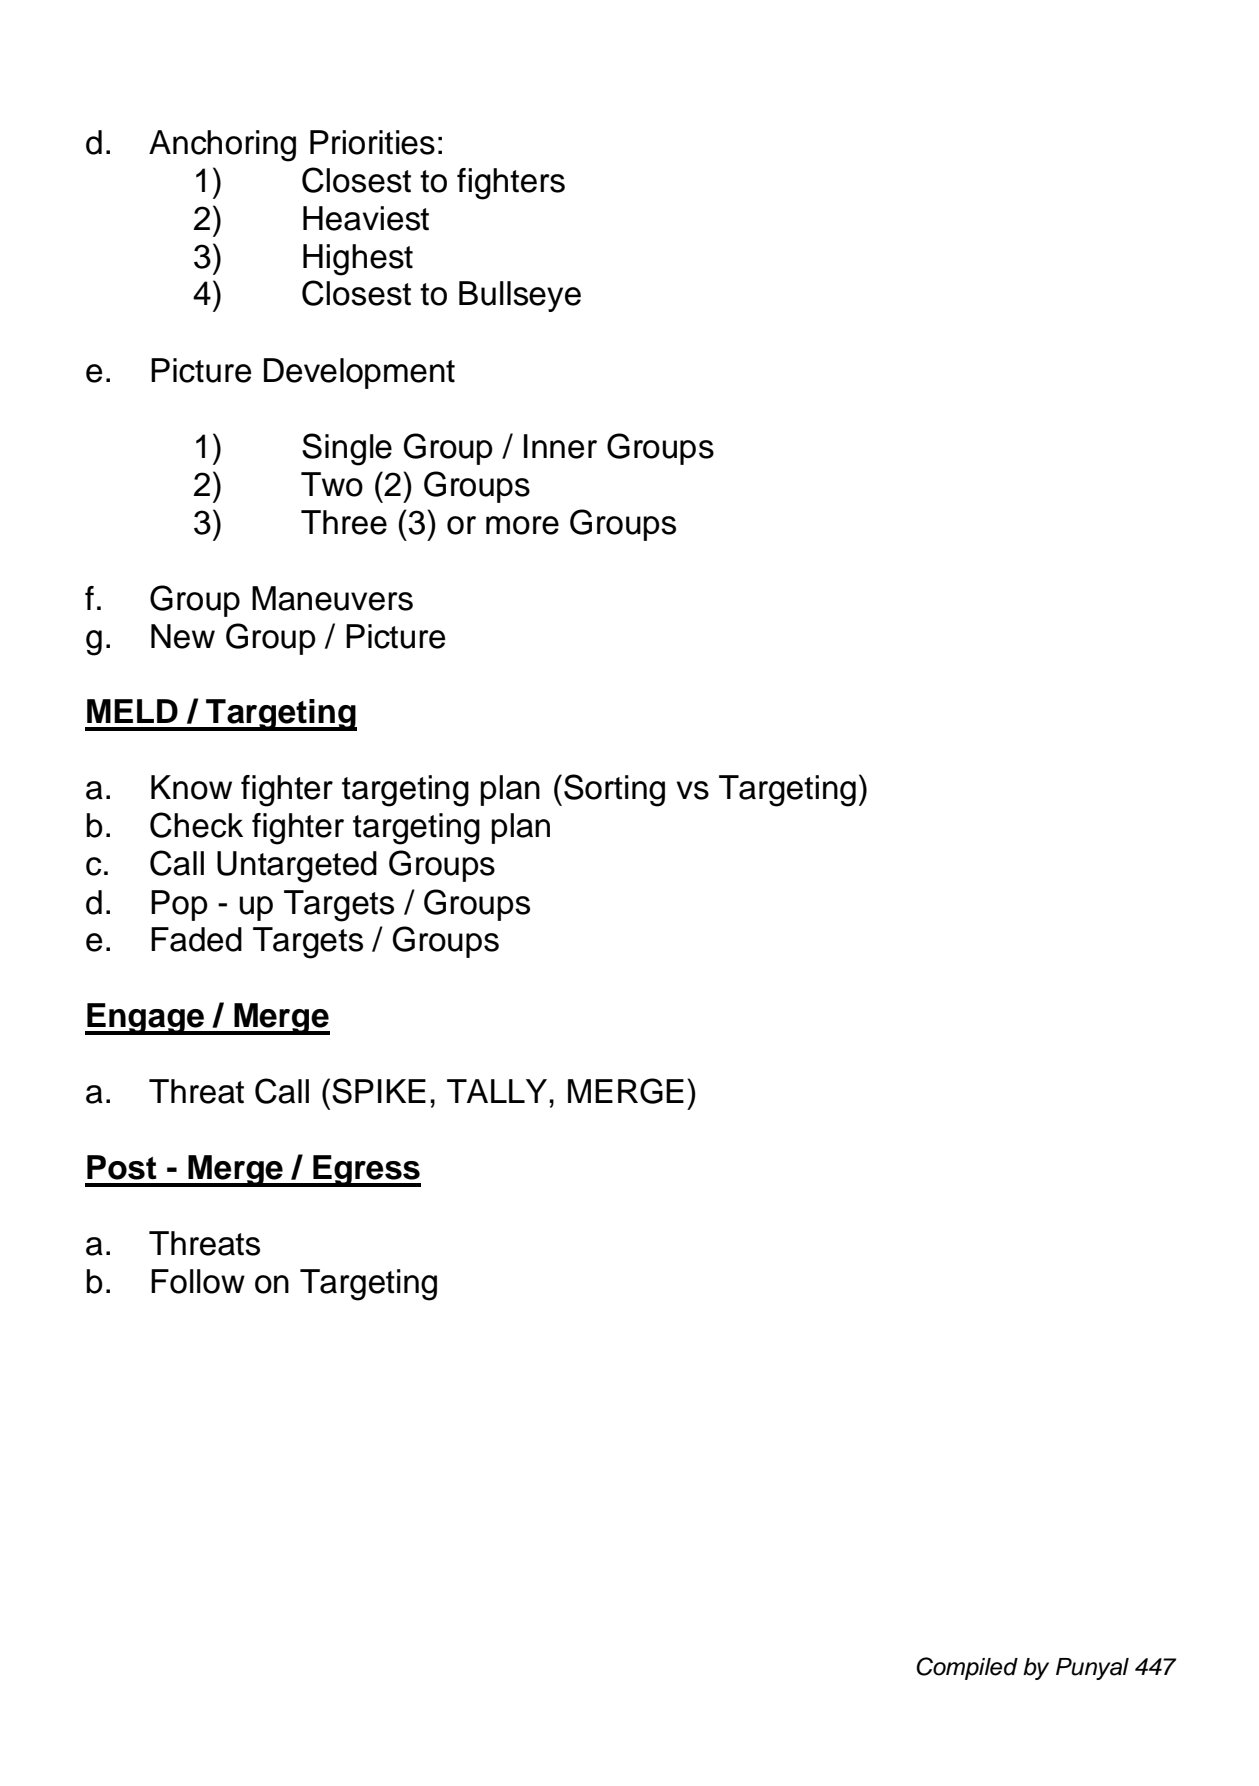 d. Anchoring Priorities:
1) Closest to fighters
2) Heaviest
3) Highest
4) Closest to Bullseye
e. Picture Development
1) Single Group / Inner Groups
2) Two (2) Groups
3) Three (3) or more Groups
f. Group Maneuvers
g. New Group / Picture
MELD / Targeting
a. Know fighter targeting plan (Sorting vs Targeting)
b. Check fighter targeting plan
c. Call Untargeted Groups
d. Pop - up Targets / Groups
e. Faded Targets / Groups
Engage / Merge
a. Threat Call (SPIKE, TALLY, MERGE)
Post - Merge / Egress
a. Threats
b. Follow on Targeting
Compiled by Punyal 447